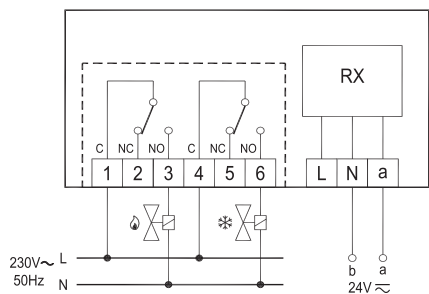 RX
C NC NO C NC NO
1 2 3 4 5 6 L N a
230V~ L
50Hz N
b a
24V ⎓